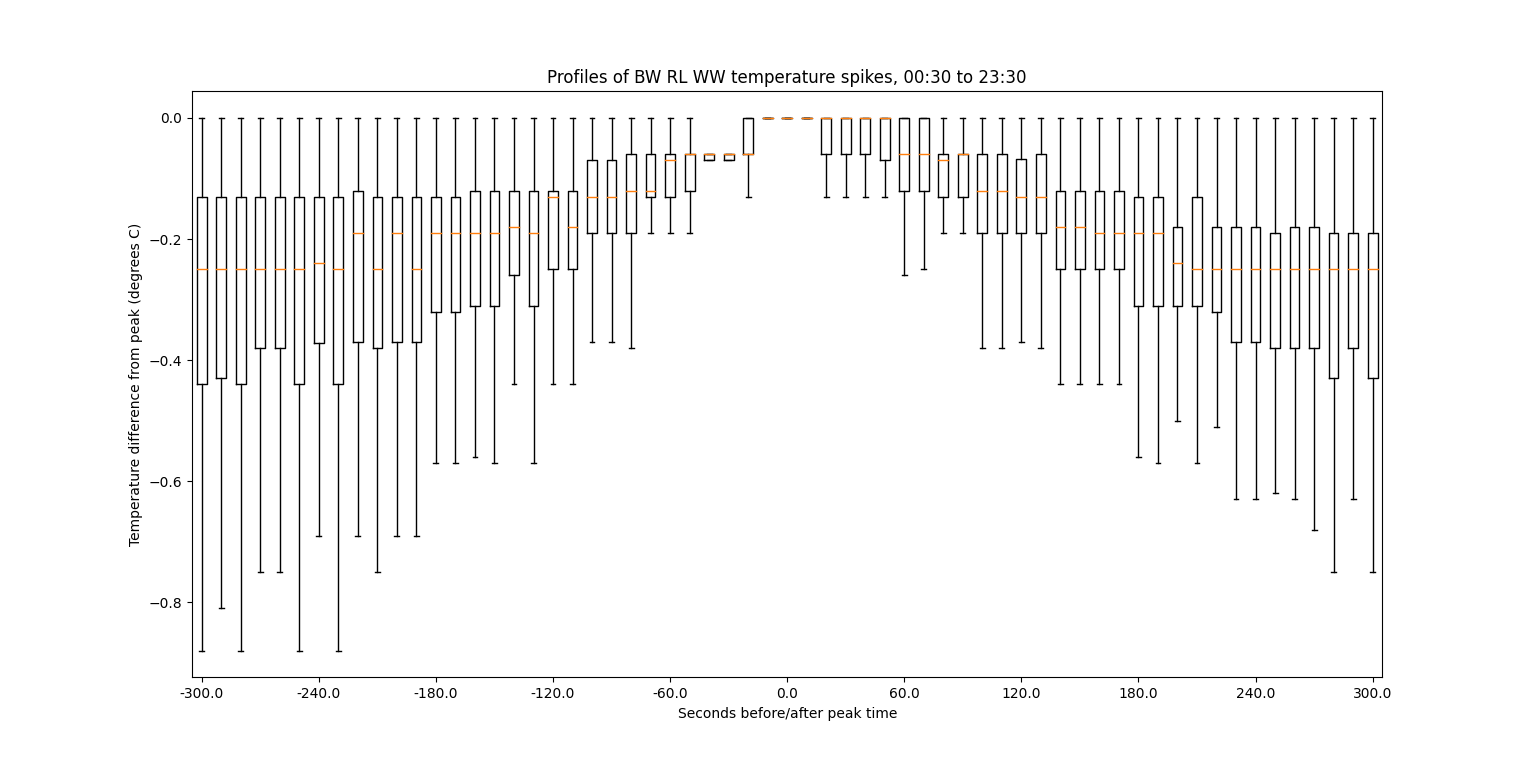 Profiles of BW RL WW temperature spikes, 00:30 to 23:30
Temperature difference from peak (degrees C)
0.0
−0.2
−0.4
−0.6
−0.8
-300.0 -240.0 -180.0 -120.0 -60.0 0.0 60.0 120.0 180.0 240.0 300.0
Seconds before/after peak time